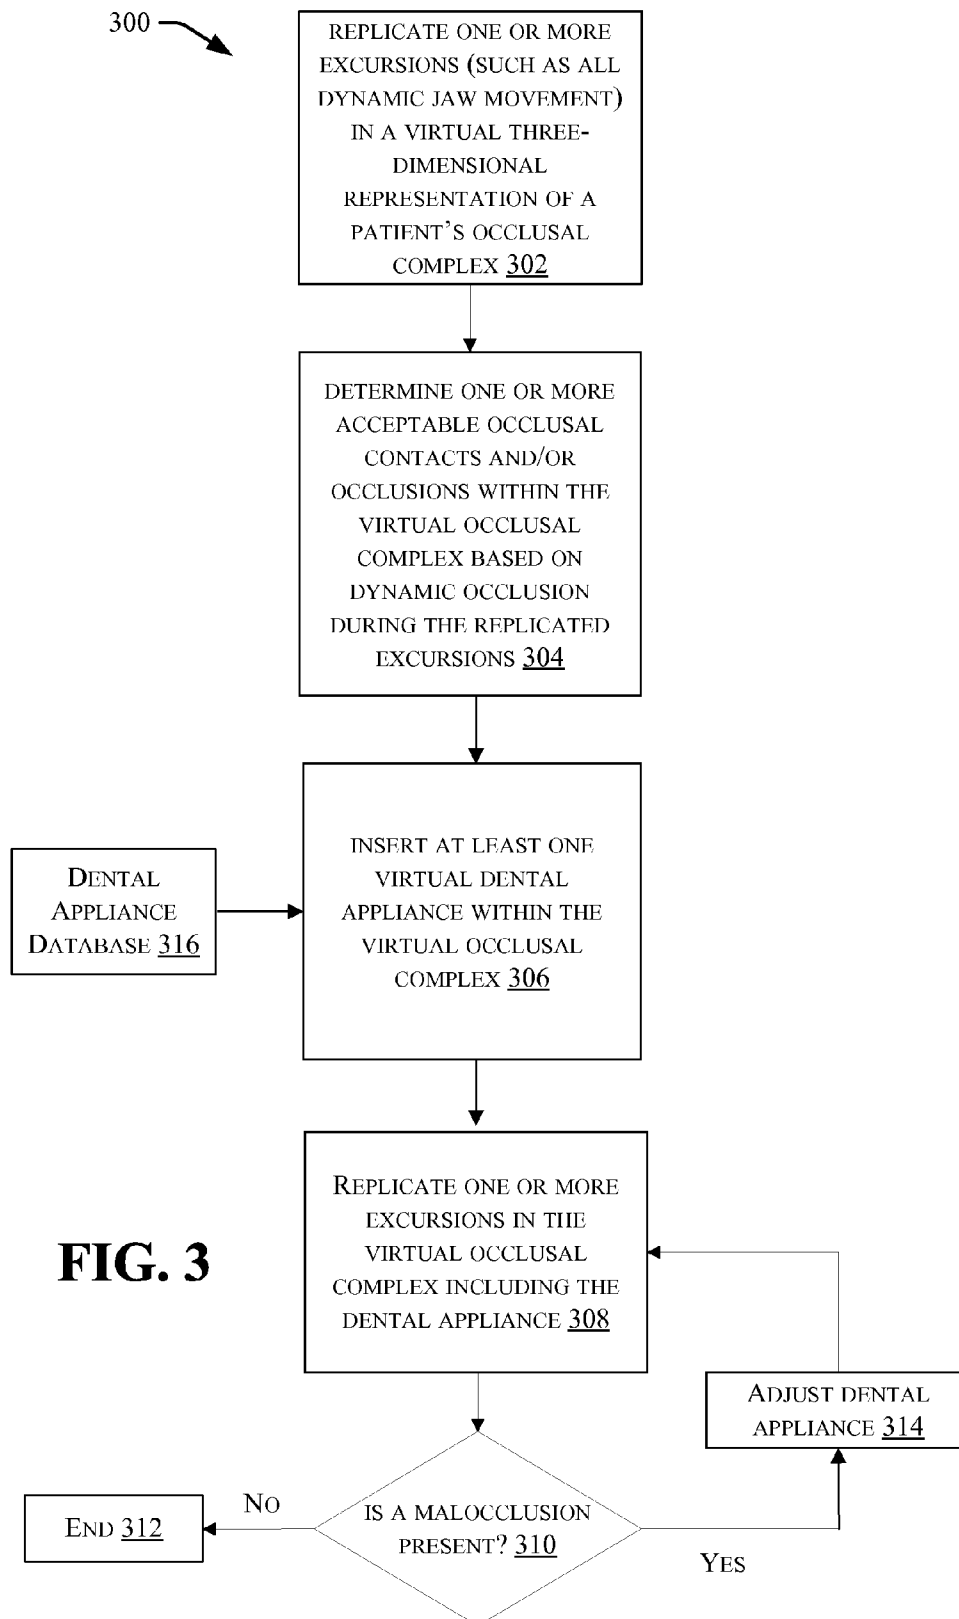 300
REPLICATE ONE OR MORE
EXCURSIONS (SUCH AS ALL
DYNAMIC JAW MOVEMENT)
IN A VIRTUAL THREE-
DIMENSIONAL
REPRESENTATION OF A
PATIENT'S OCCLUSAL
COMPLEX 302
DETERMINE ONE OR MORE
ACCEPTABLE OCCLUSAL
CONTACTS AND/OR
OCCLUSIONS WITHIN THE
VIRTUAL OCCLUSAL
COMPLEX BASED ON
DYNAMIC OCCLUSION
DURING THE REPLICATED
EXCURSIONS 304
DENTAL
APPLIANCE
DATABASE 316
INSERT AT LEAST ONE
VIRTUAL DENTAL
APPLIANCE WITHIN THE
VIRTUAL OCCLUSAL
COMPLEX 306
REPLICATE ONE OR MORE
EXCURSIONS IN THE
VIRTUAL OCCLUSAL
COMPLEX INCLUDING THE
DENTAL APPLIANCE 308
FIG. 3
ADJUST DENTAL
APPLIANCE 314
IS A MALOCCLUSION
PRESENT? 310
NO
YES
END 312